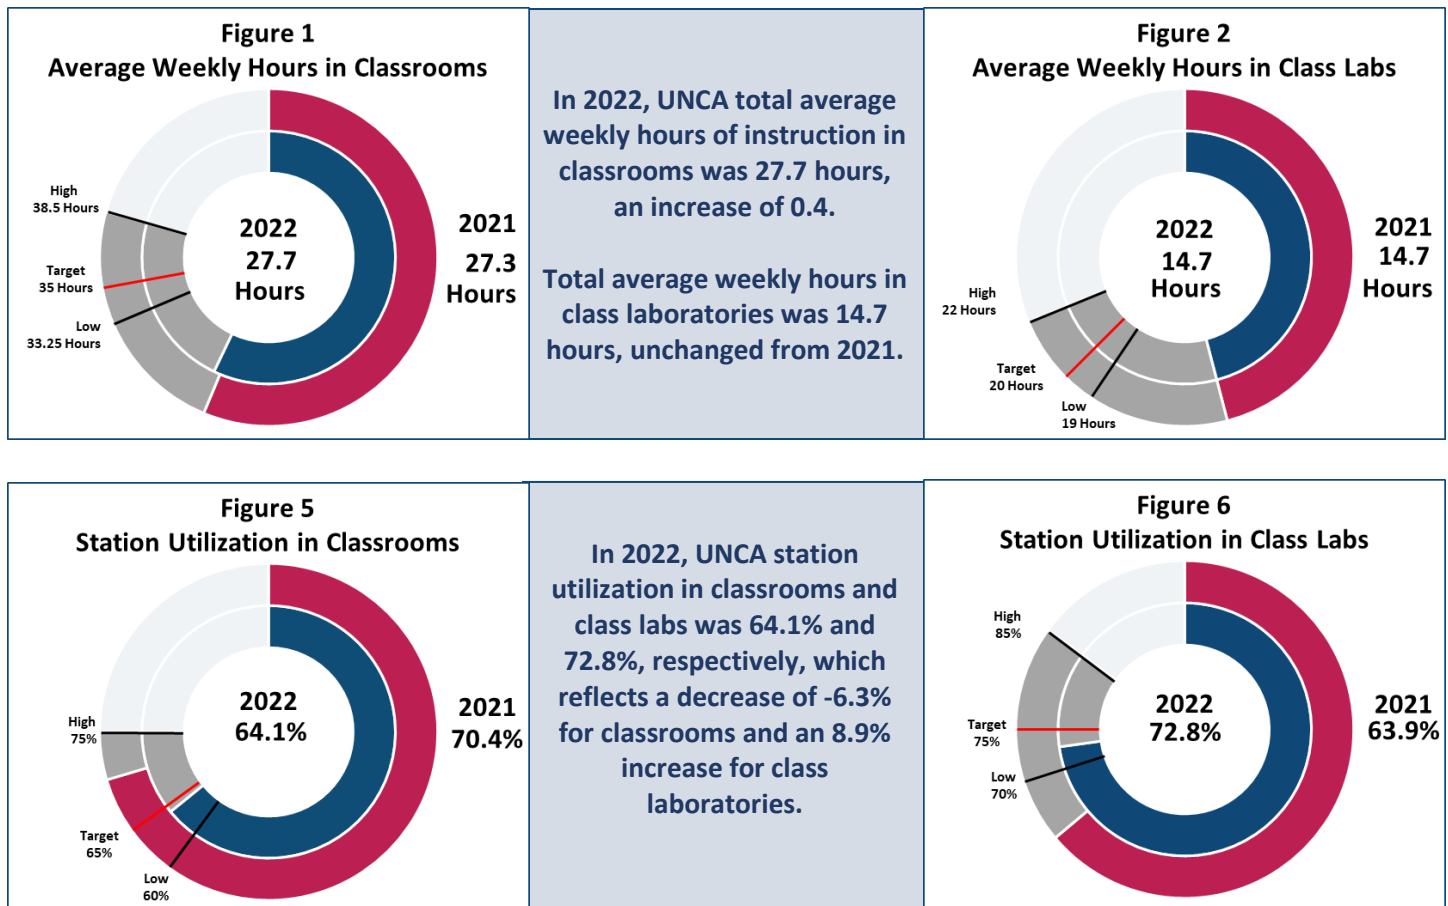 Figure 1
Average Weekly Hours in Classrooms
High
38.5 Hours
Target
35 Hours
Low
33.25 Hours
2022
27.7
Hours
2021
27.3
Hours
In 2022, UNCA total average
weekly hours of instruction in
classrooms was 27.7 hours,
an increase of 0.4.
Total average weekly hours in
class laboratories was 14.7
hours, unchanged from 2021.
Figure 2
Average Weekly Hours in Class Labs
High
22 Hours
Target
20 Hours
Low
19 Hours
2022
14.7
Hours
2021
14.7
Hours
Figure 5
Station Utilization in Classrooms
High
75%
Target
65%
Low
60%
2022
64.1%
2021
70.4%
In 2022, UNCA station
utilization in classrooms and
class labs was 64.1% and
72.8%, respectively, which
reflects a decrease of -6.3%
for classrooms and an 8.9%
increase for class
laboratories.
Figure 6
Station Utilization in Class Labs
High
85%
Target
75%
Low
70%
2022
72.8%
2021
63.9%